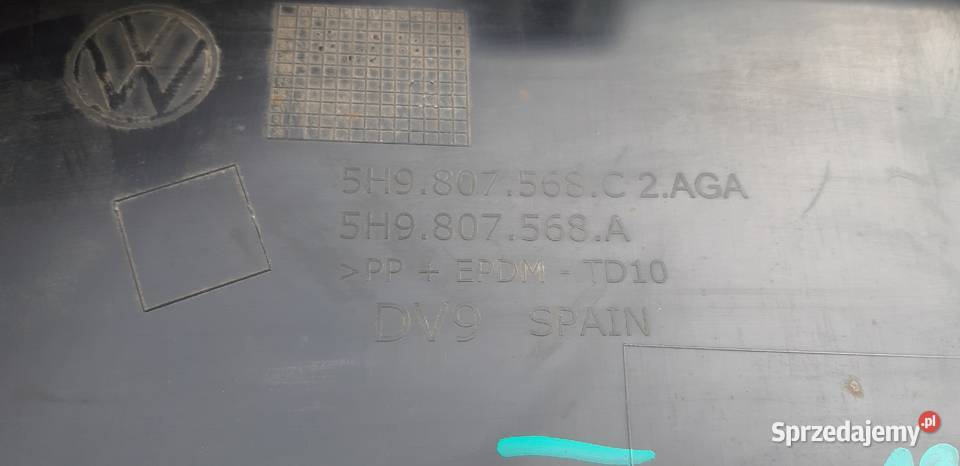 5H9.807.568.C 2.AGA
5H9.807.568.A
>PP + EPDM - TD10
DV9 SPAIN
Sprzedajemy.pl